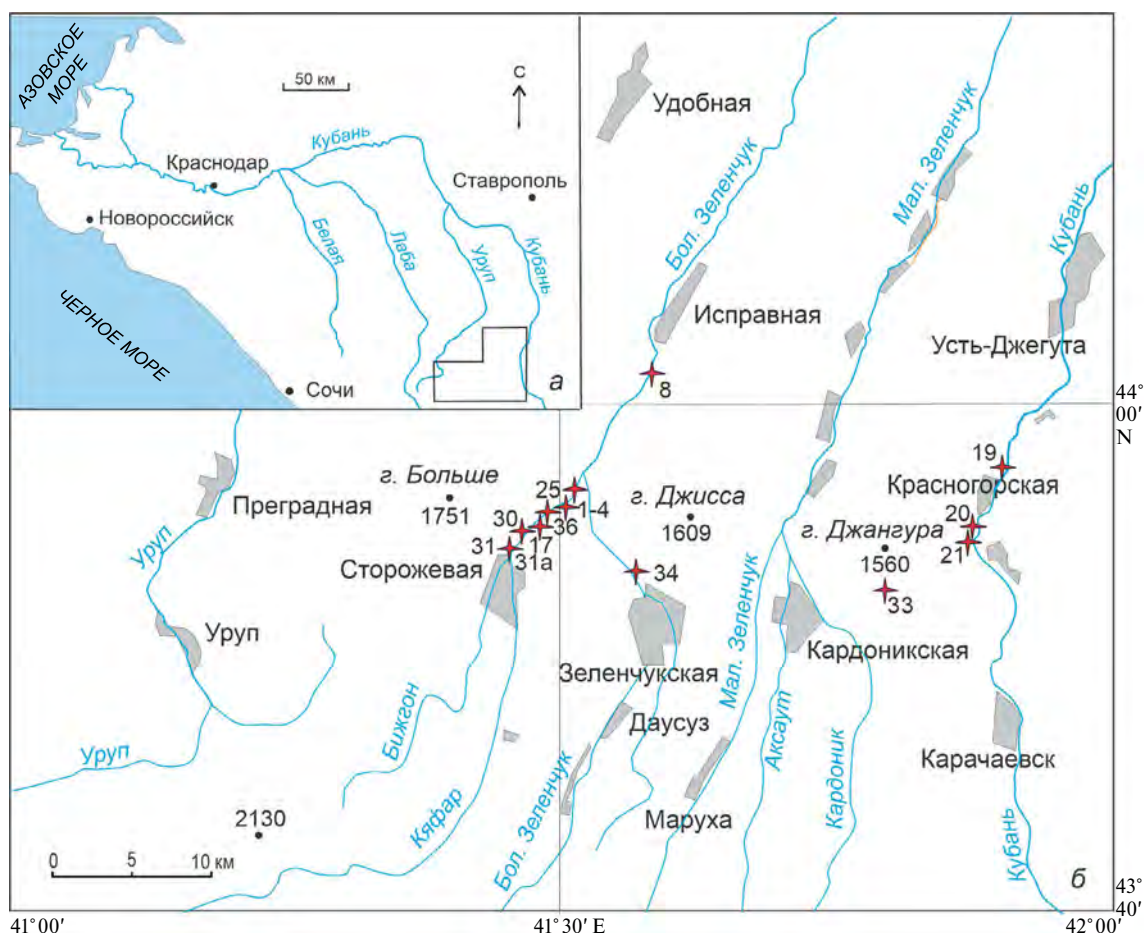 АЗОВСКОЕ
МОРЕ
50 км
С
Кубань
Краснодар
Ставрополь
Новороссийск
Белая
Лаба
Уруп
Кубань
ЧЕРНОЕ МОРЕ
Сочи
а
Удобная
Бол. Зеленчук
Мал. Зеленчук
Кубань
Исправная
Усть-Джегута
8
44°
00'
N
19
г. Больше
1751
25
г. Джисса
1609
Красногорская
Преградная
30
1-4
36
17
20
г. Джангура
1560
21
31
31а
Сторожевая
34
33
Уруп
Уруп
Зеленчукская
Мал. Зеленчук
Кардоникская
Бижгон
Даусуз
Аксаут
Карачаевск
Уруп
Бол. Зеленчук
Кардоник
Маруха
2130
Кяфар
Кубань
0 5 10 км
б
43°
40'
41°00'
41°30' E
42°00'